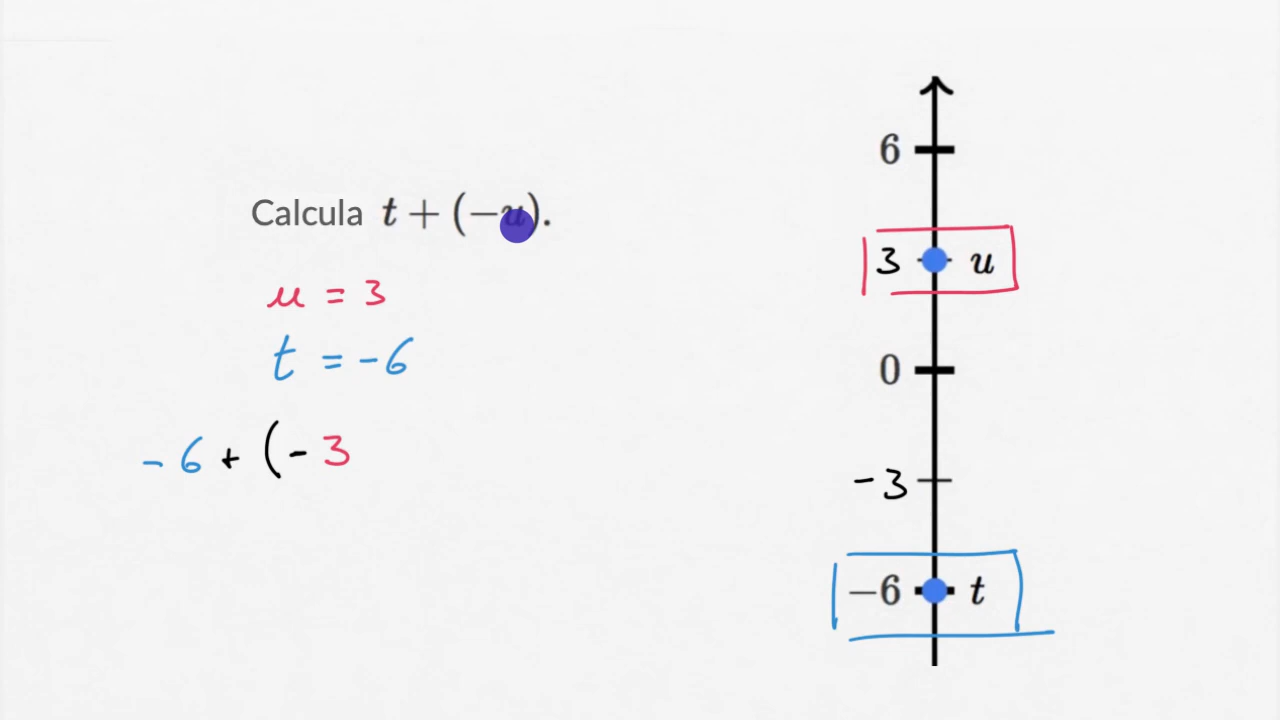 Calcula t + (-u).
u = 3
t = -6
-6 + (-3
6
3 u
0
-3
-6 t